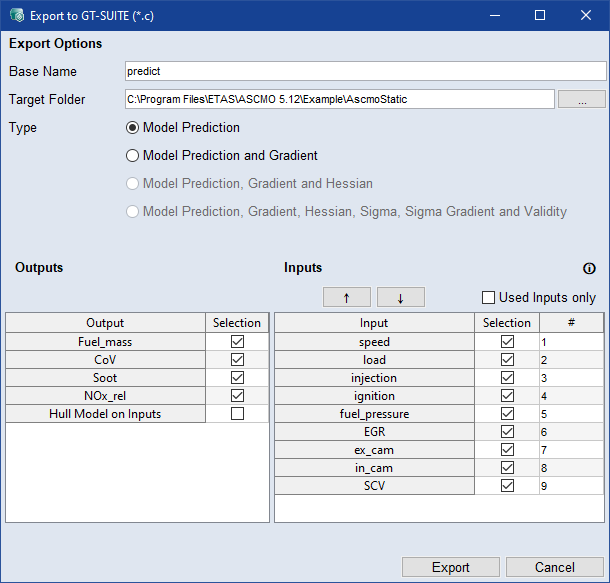 Export to GT-SUITE (*.c)
Export Options
Base Name predict
Target Folder C:\Program Files\ETAS\ASCMO 5.12\Example\AscmoStatic ...
Type Model Prediction
Model Prediction and Gradient
Model Prediction, Gradient and Hessian
Model Prediction, Gradient, Hessian, Sigma, Sigma Gradient and Validity
Outputs
Output Selection
Fuel_mass
CoV
Soot
NOx_rel
Hull Model on Inputs
Inputs
↑ ↓ Used Inputs only
Input Selection #
speed 1
load 2
injection 3
ignition 4
fuel_pressure 5
EGR 6
ex_cam 7
in_cam 8
SCV 9
Export Cancel